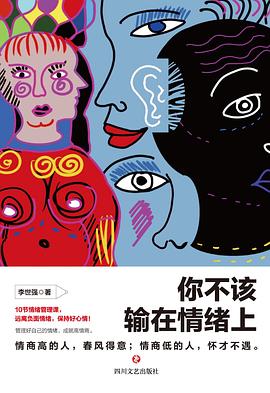 你不该
输在情绪上
李世强◎著
10节情绪管理课，
远离负面情绪，保持好心情！
管理好自己的情绪，成就高情商。
情商高的人，春风得意；情商低的人，怀才不遇。
四川文艺出版社